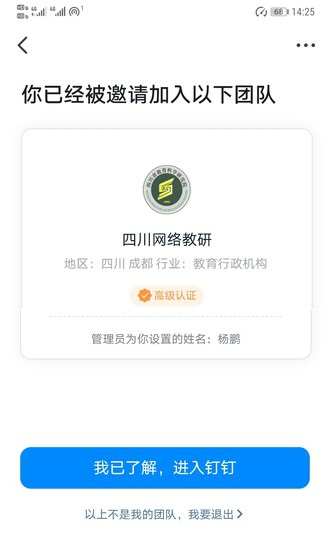 14:25
你已经被邀请加入以下团队
四川网络教研
地区：四川 成都 行业：教育行政机构
高级认证
管理员为你设置的姓名：杨鹏
我已了解，进入钉钉
以上不是我的团队，我要退出